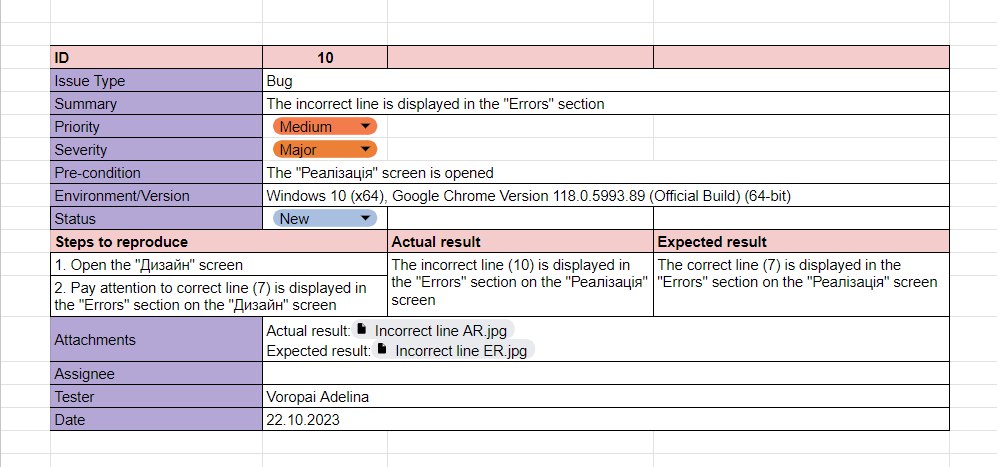 ID 10
Issue Type Bug
Summary The incorrect line is displayed in the "Errors" section
Priority Medium
Severity Major
Pre-condition The "Реалізація" screen is opened
Environment/Version Windows 10 (x64), Google Chrome Version 118.0.5993.89 (Official Build) (64-bit)
Status New
Steps to reproduce Actual result Expected result
1. Open the "Дизайн" screen
2. Pay attention to correct line (7) is displayed in
the "Errors" section on the "Дизайн" screen
The incorrect line (10) is displayed in
the "Errors" section on the "Реалізація"
screen
The correct line (7) is displayed in the
"Errors" section on the "Реалізація" screen
Attachments
Actual result: Incorrect line AR.jpg
Expected result: Incorrect line ER.jpg
Assignee
Tester Voropai Adelina
Date 22.10.2023